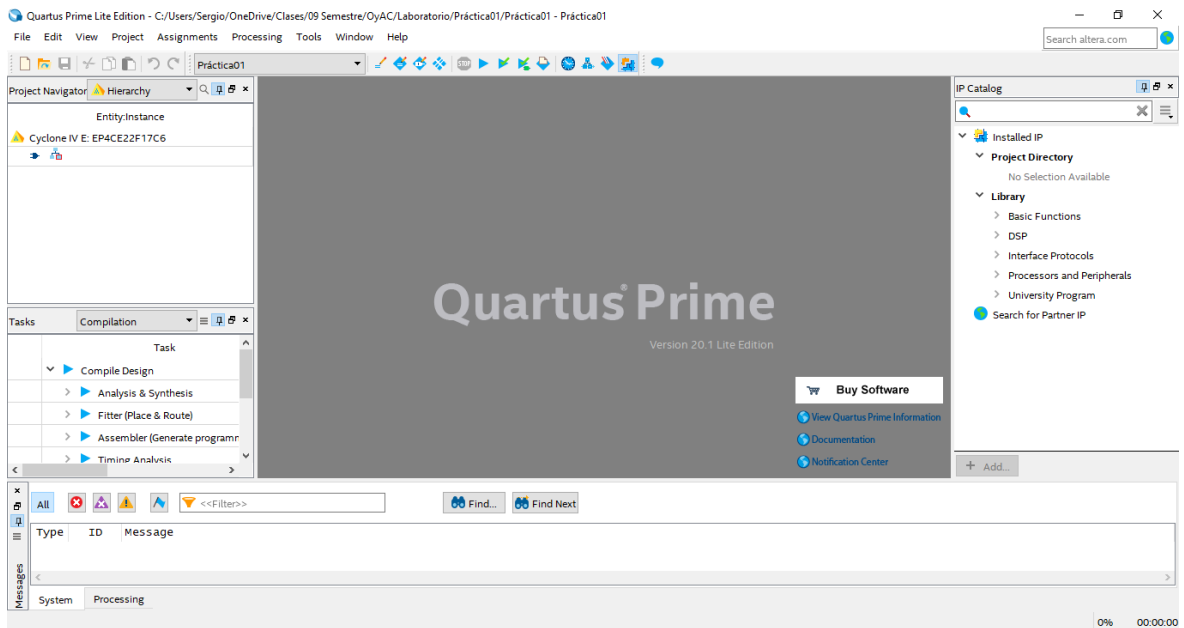 Quartus Prime Lite Edition - C:/Users/Sergio/OneDrive/Clases/09 Semestre/OyAC/Laboratorio/Práctica01/Práctica01 - Práctica01
File Edit View Project Assignments Processing Tools Window Help
Search altera.com
Práctica01
STOP
Project Navigator
Hierarchy
Entity:Instance
Cyclone IV E: EP4CE22F17C6
Tasks
Compilation
Task
Compile Design
Analysis & Synthesis
Fitter (Place & Route)
Assembler (Generate programm
Timing Analysis
Quartus® Prime
Version 20.1 Lite Edition
Buy Software
View Quartus Prime Information
Documentation
Notification Center
IP Catalog
Installed IP
Project Directory
No Selection Available
Library
Basic Functions
DSP
Interface Protocols
Processors and Peripherals
University Program
Search for Partner IP
+ Add...
All
<<Filter>>
Find...
Find Next
Type ID Message
Messages
System Processing
0% 00:00:00